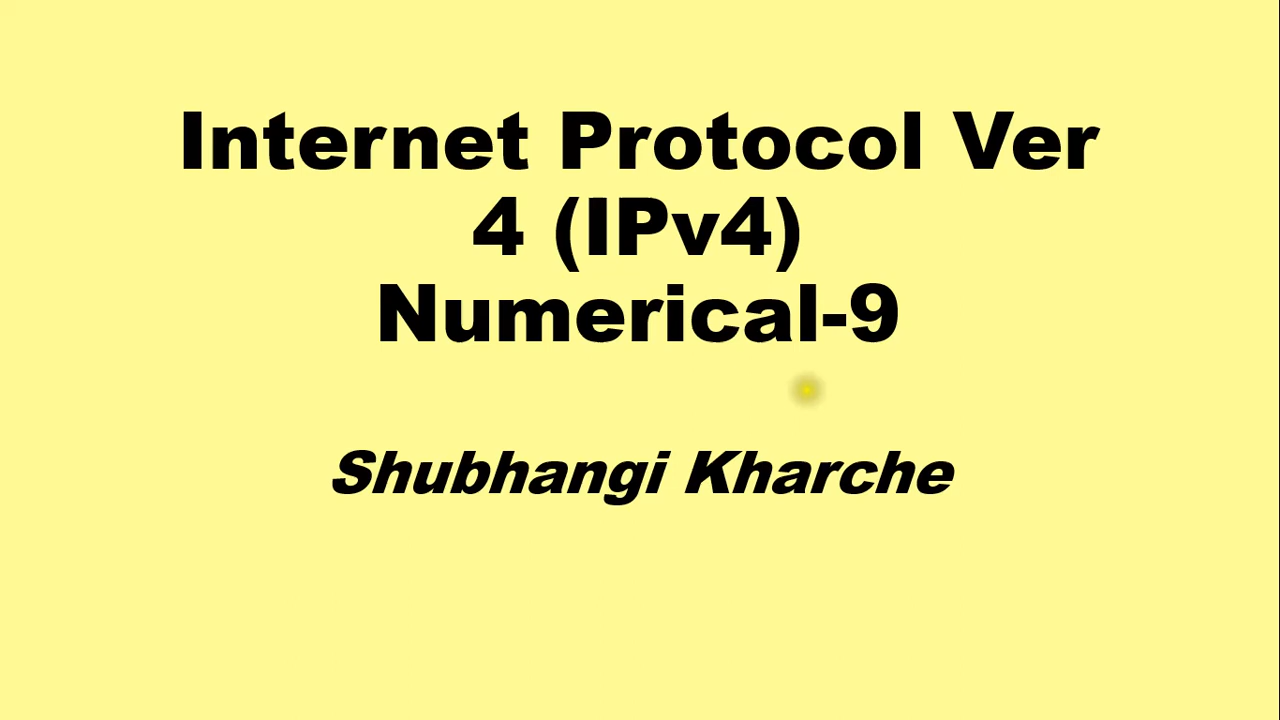 Internet Protocol Ver
4 (IPv4)
Numerical-9
Shubhangi Kharche